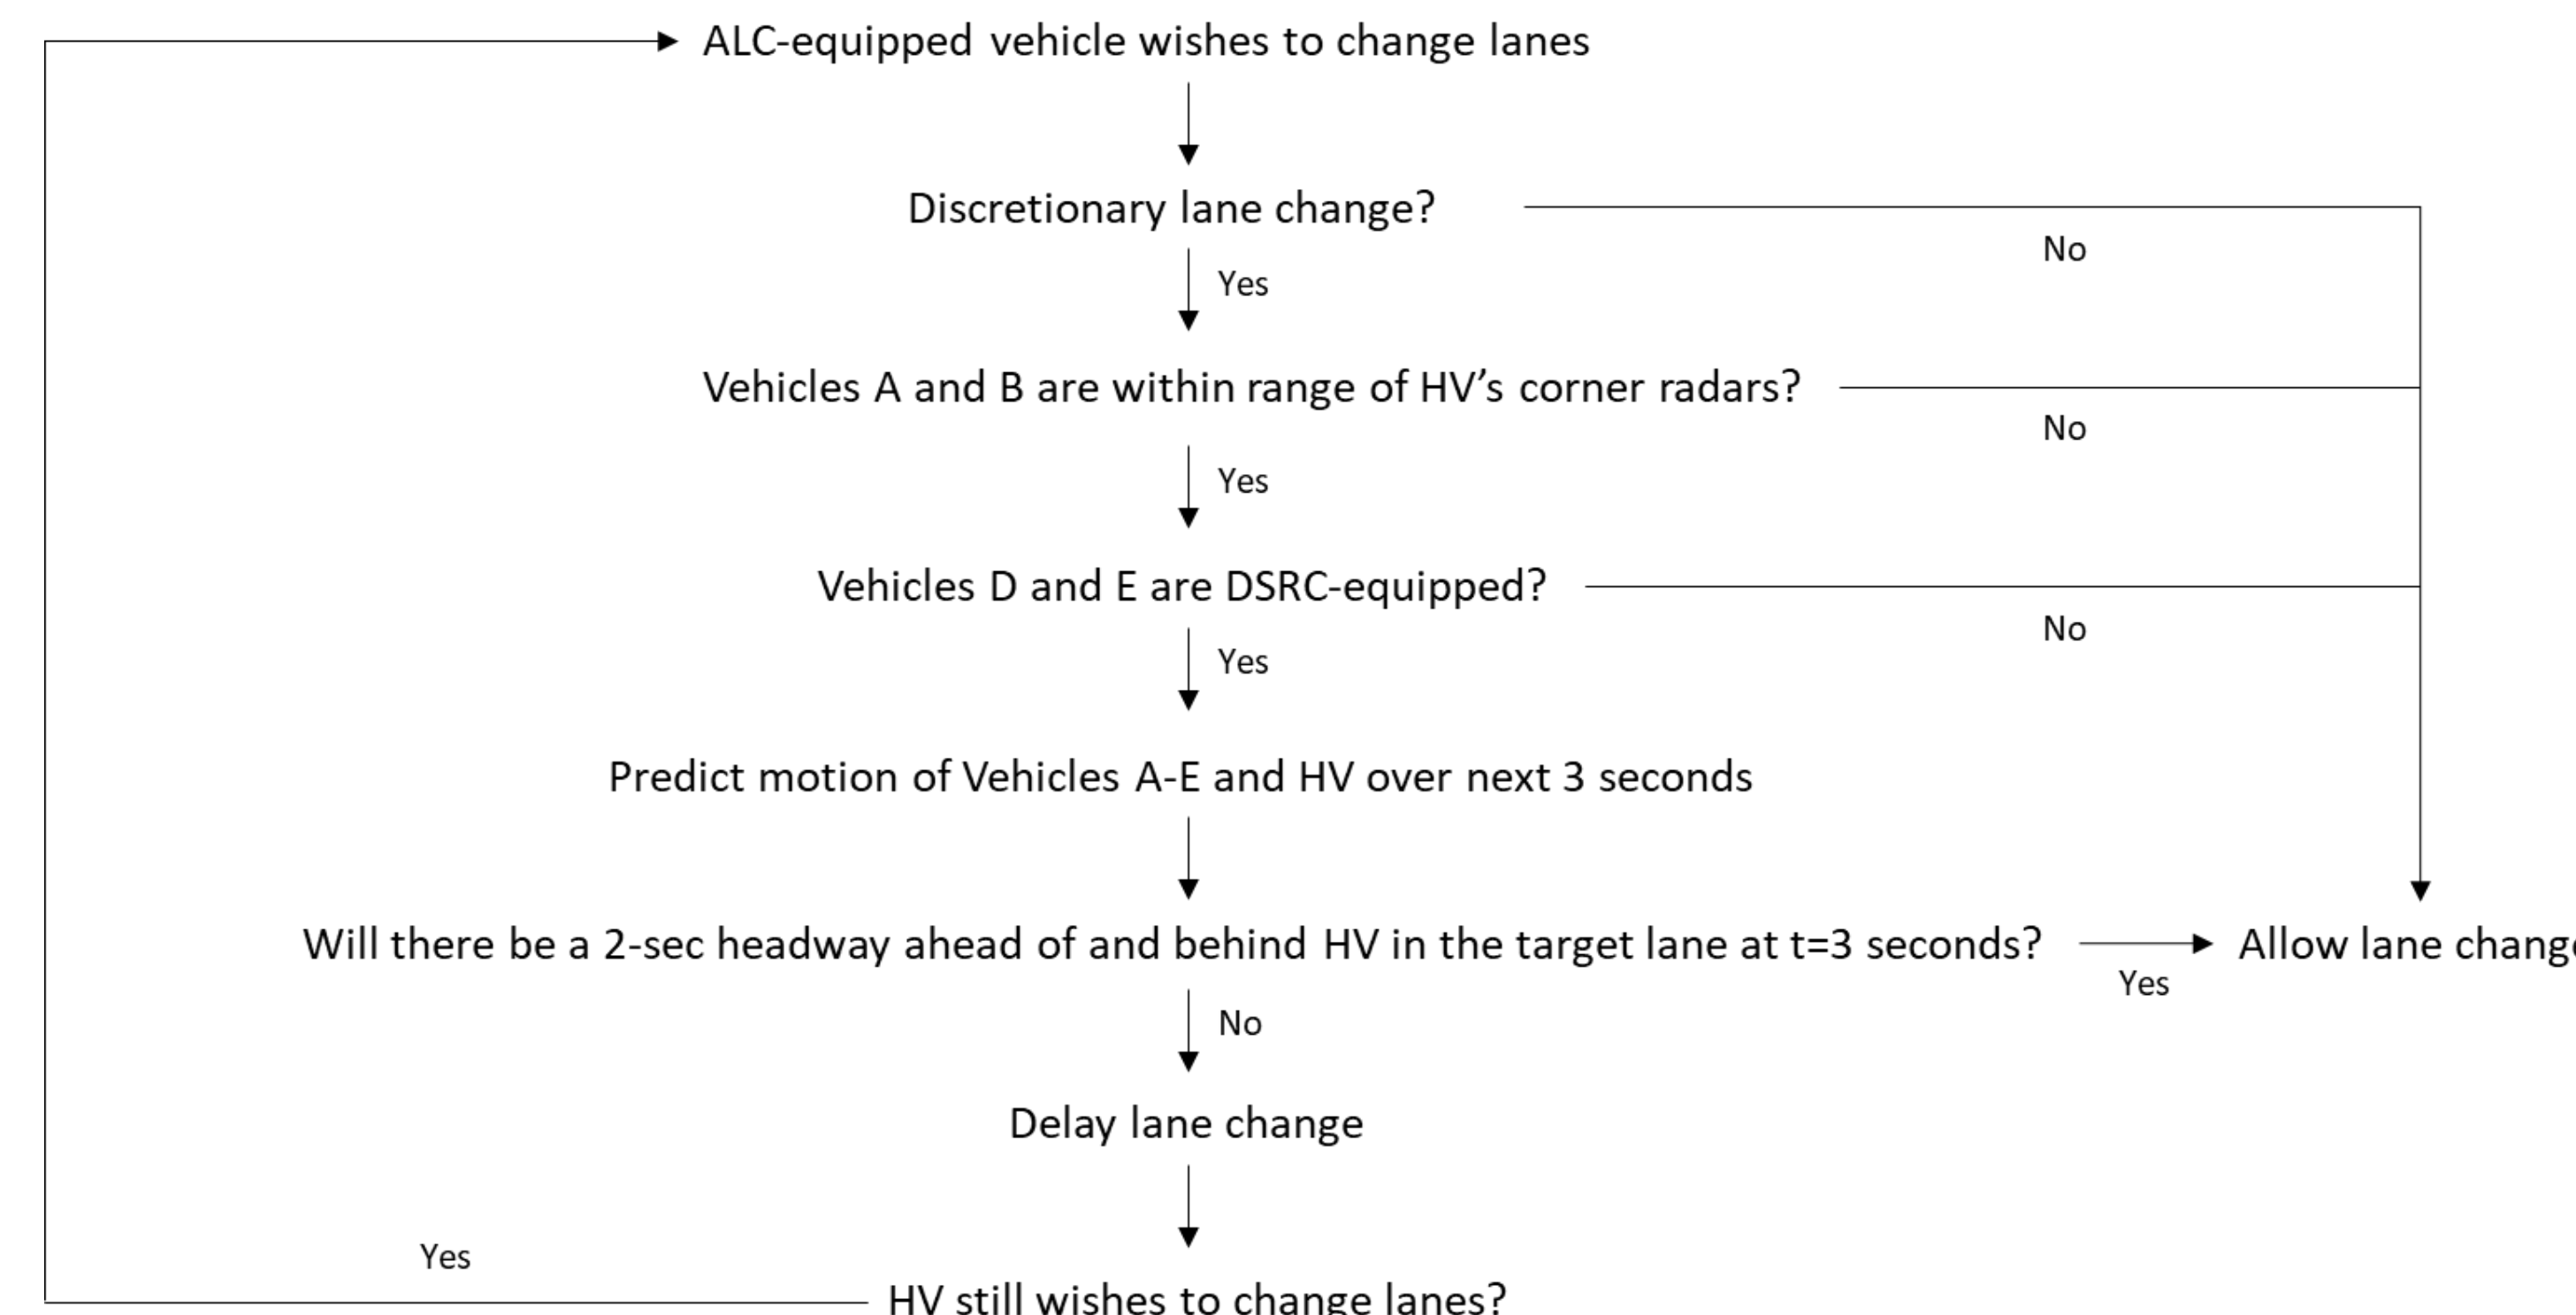 ALC-equipped vehicle wishes to change lanes
Discretionary lane change?
No
Yes
Vehicles A and B are within range of HV’s corner radars?
No
Yes
Vehicles D and E are DSRC-equipped?
No
Yes
Predict motion of Vehicles A-E and HV over next 3 seconds
Will there be a 2-sec headway ahead of and behind HV in the target lane at t=3 seconds?
Allow lane change
Yes
No
Delay lane change
Yes
HV still wishes to change lanes?